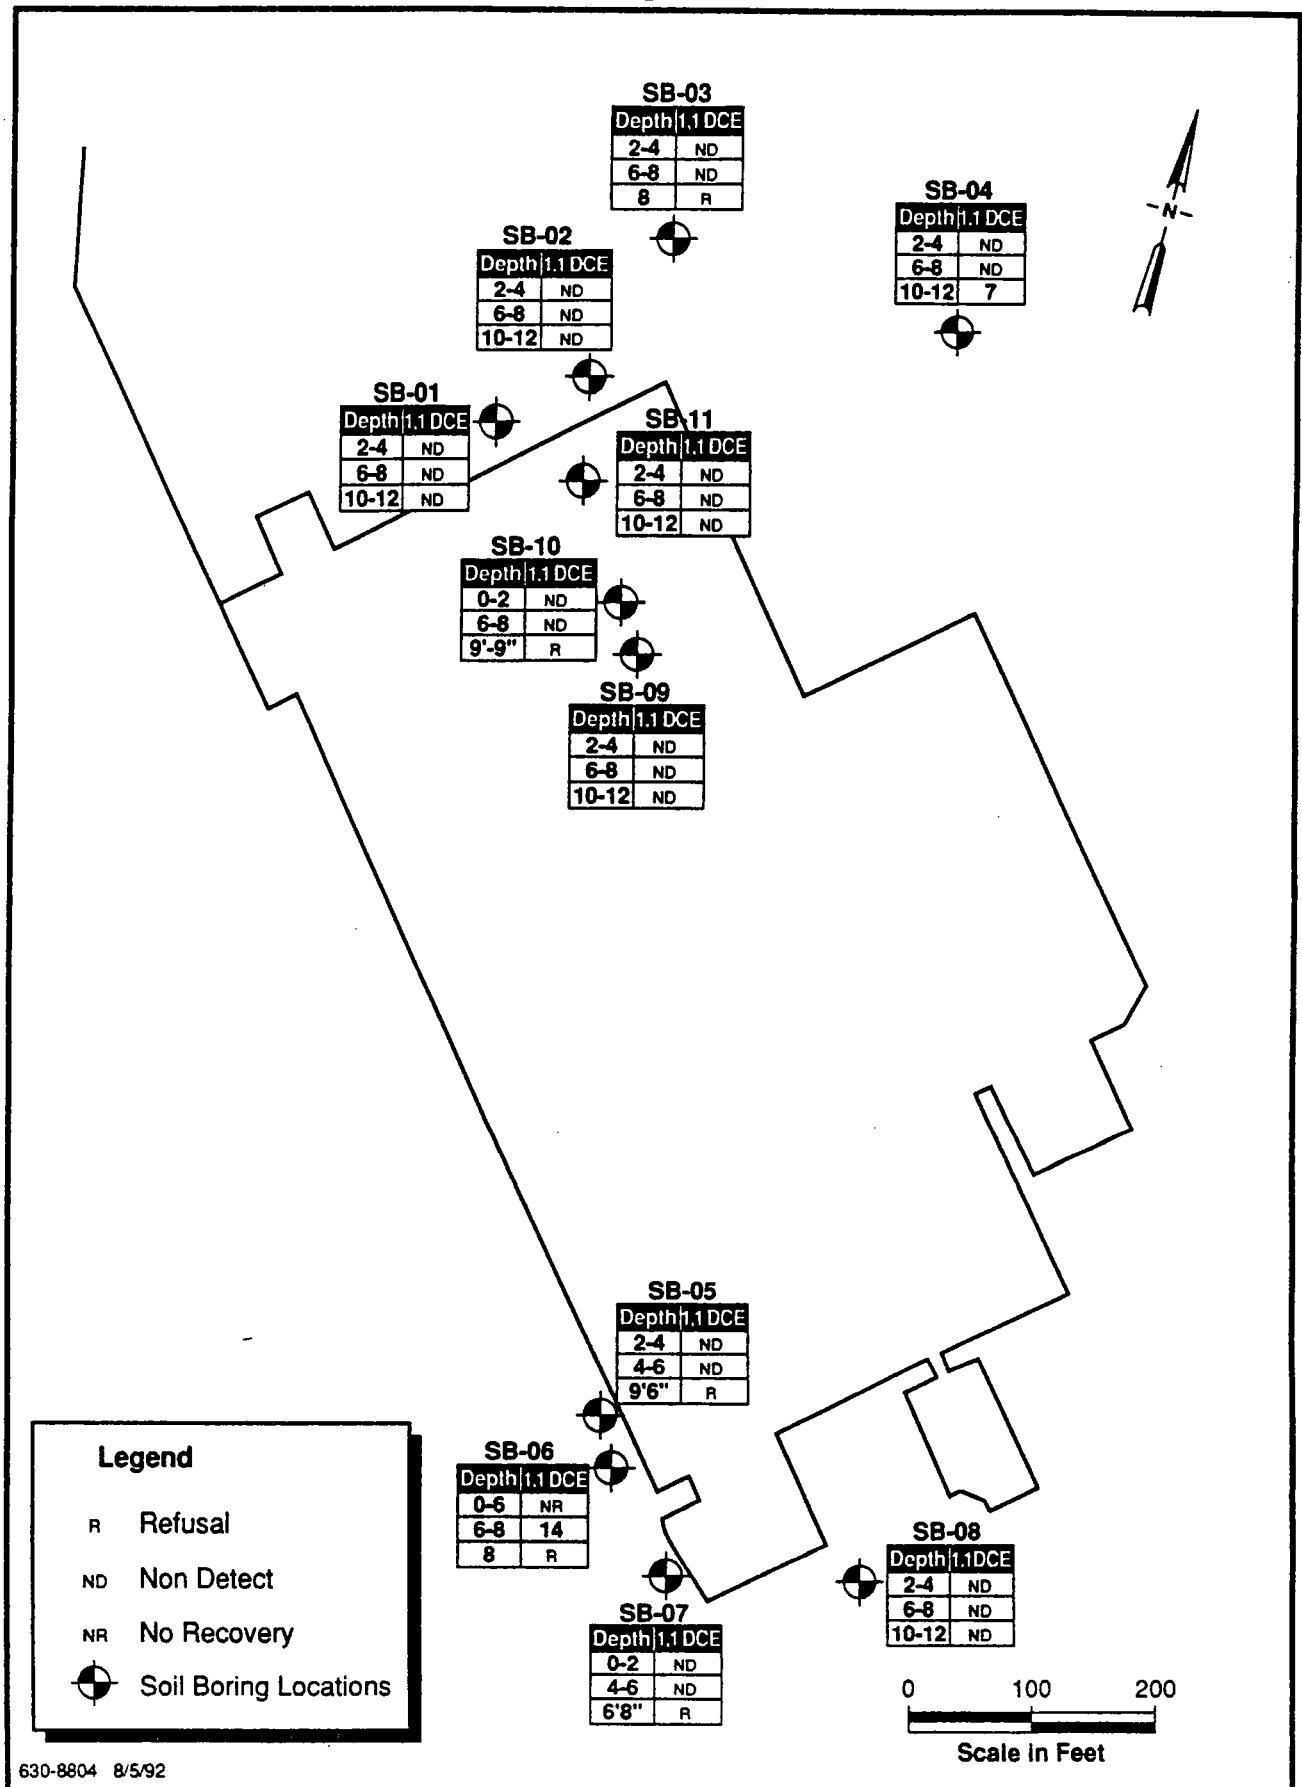 SB-03
Depth 1,1 DCE
2-4 ND
6-8 ND
8 R
SB-04
Depth 1.1 DCE
2-4 ND
6-8 ND
10-12 7
-N-
SB-02
Depth 1.1 DCE
2-4 ND
6-8 ND
10-12 ND
SB-01
Depth 1.1 DCE
2-4 ND
6-8 ND
10-12 ND
SB-11
Depth 1.1 DCE
2-4 ND
6-8 ND
10-12 ND
SB-10
Depth 1.1 DCE
0-2 ND
6-8 ND
9'-9" R
SB-09
Depth 1.1 DCE
2-4 ND
6-8 ND
10-12 ND
SB-05
Depth 1,1 DCE
2-4 ND
4-6 ND
9'6" R
SB-06
Depth 1,1 DCE
0-6 NR
6-8 14
8 R
SB-07
Depth 1,1 DCE
0-2 ND
4-6 ND
6'8" R
SB-08
Depth 1.1DCE
2-4 ND
6-8 ND
10-12 ND
Legend
R Refusal
ND Non Detect
NR No Recovery
Soil Boring Locations
0 100 200
Scale in Feet
630-8804 8/5/92